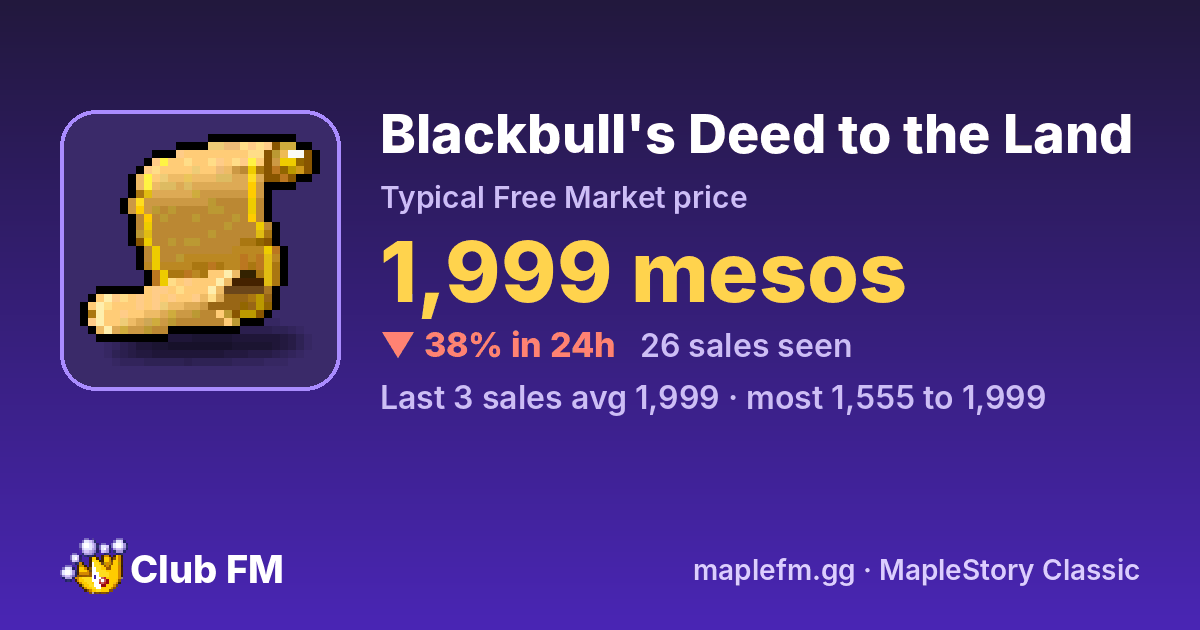 Blackbull's Deed to the Land
Typical Free Market price
1,999 mesos
▼ 38% in 24h 26 sales seen
Last 3 sales avg 1,999 · most 1,555 to 1,999
Club FM
maplefm.gg · MapleStory Classic